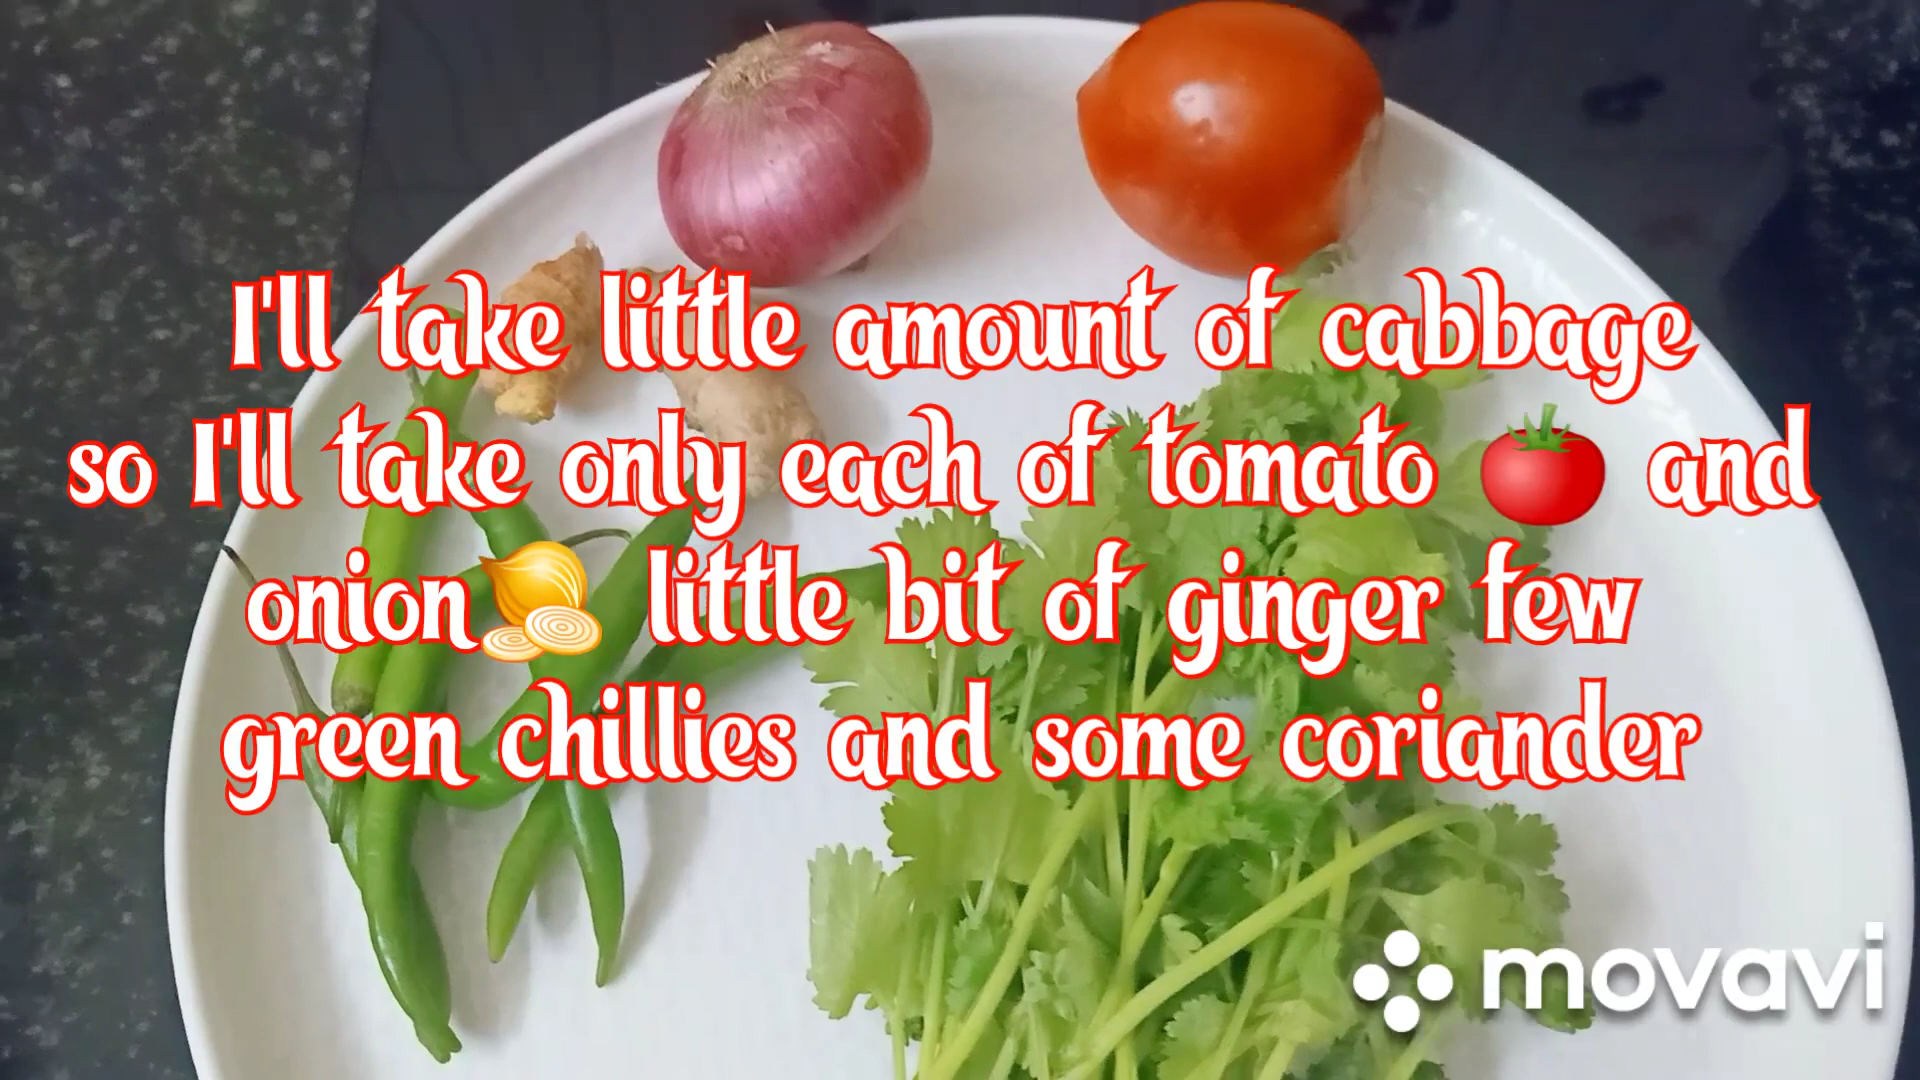 I'll take little amount of cabbage
so I'll take only each of tomato 🍅 and
onion🧅 little bit of ginger few
green chillies and some coriander
movavi